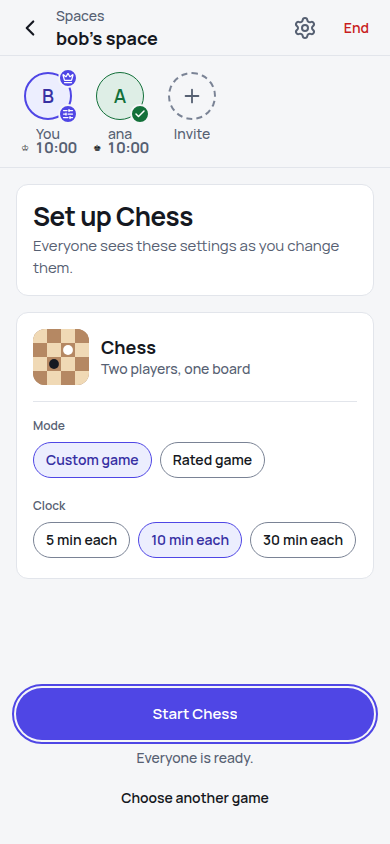 Spaces
bob's space
End
B
A
You
ana
Invite
10:00
10:00
Set up Chess
Everyone sees these settings as you change
them.
Chess
Two players, one board
Mode
Custom game
Rated game
Clock
5 min each
10 min each
30 min each
Start Chess
Everyone is ready.
Choose another game